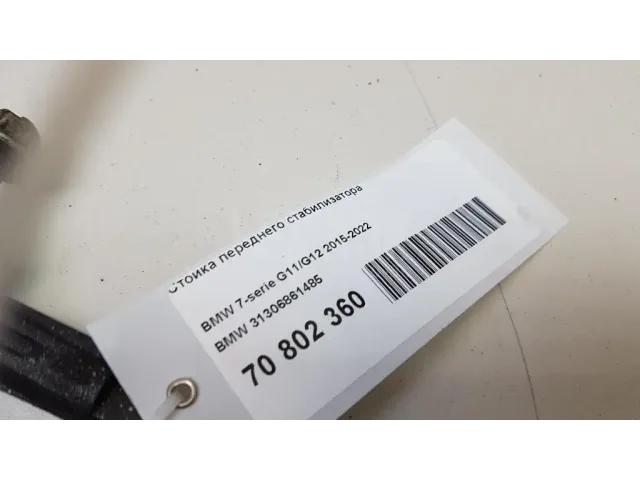 Стойка переднего стабилизатора
BMW 7-serie G11/G12 2015-2022
BMW 31306861485
70 802 360